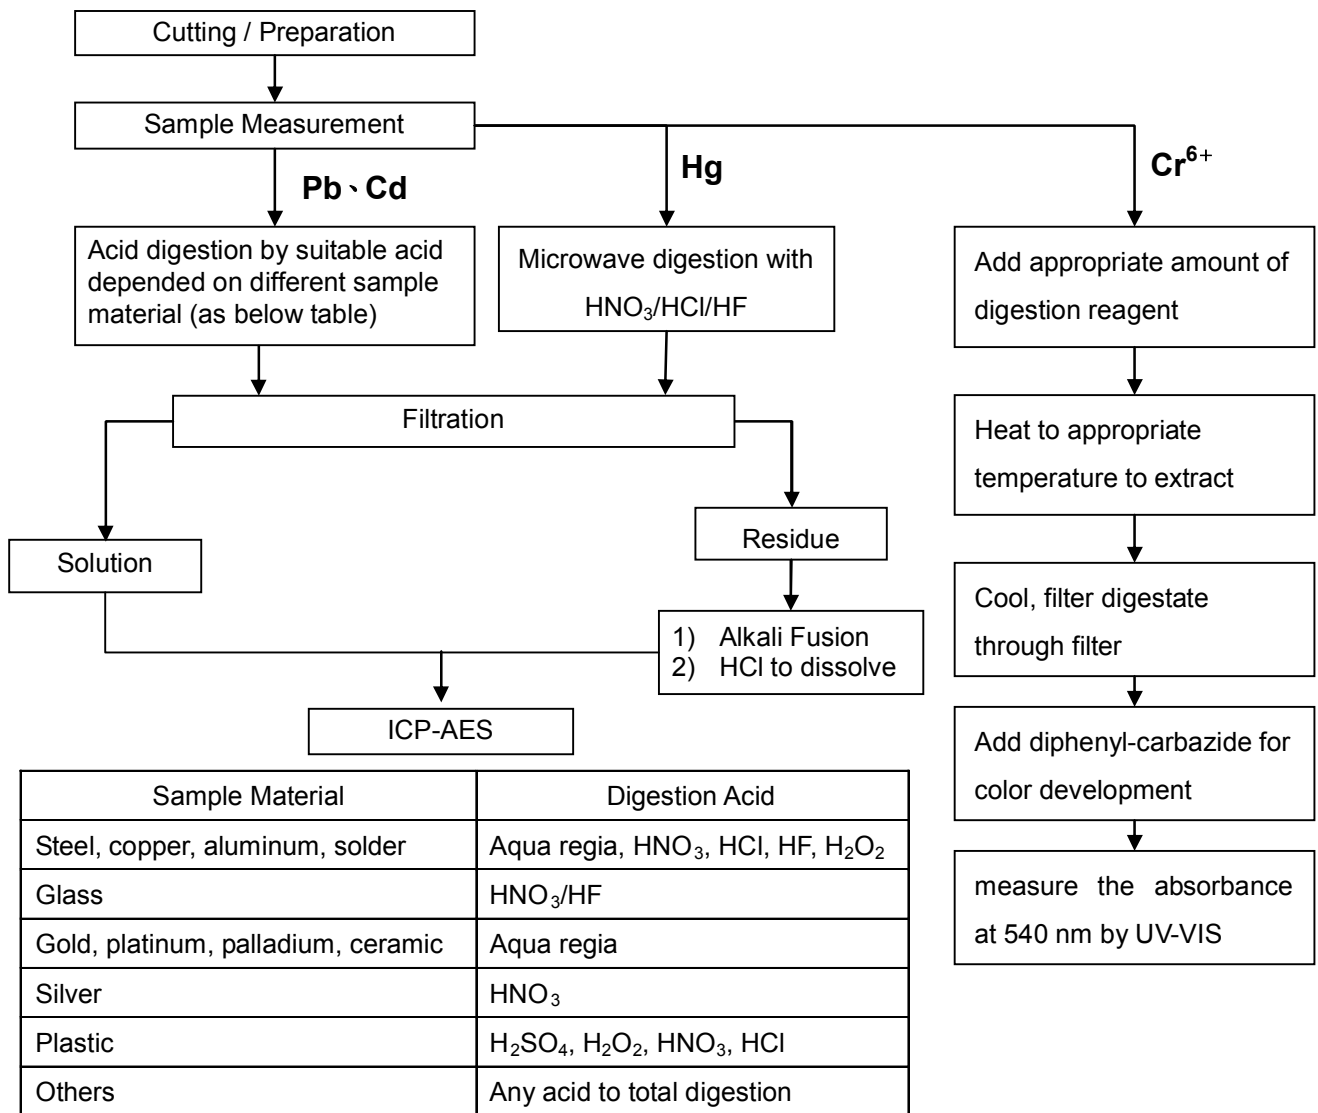 Cutting / Preparation
Sample Measurement
Pb、Cd
Hg
Cr⁶⁺
Acid digestion by suitable acid
depended on different sample
material (as below table)
Microwave digestion with
HNO₃/HCl/HF
Add appropriate amount of
digestion reagent
Filtration
Heat to appropriate
temperature to extract
Solution
Residue
1) Alkali Fusion
2) HCl to dissolve
Cool, filter digestate
through filter
ICP-AES
Add diphenyl-carbazide for
color development
measure the absorbance
at 540 nm by UV-VIS
Sample Material Digestion Acid
Steel, copper, aluminum, solder Aqua regia, HNO₃, HCl, HF, H₂O₂
Glass HNO₃/HF
Gold, platinum, palladium, ceramic Aqua regia
Silver HNO₃
Plastic H₂SO₄, H₂O₂, HNO₃, HCl
Others Any acid to total digestion